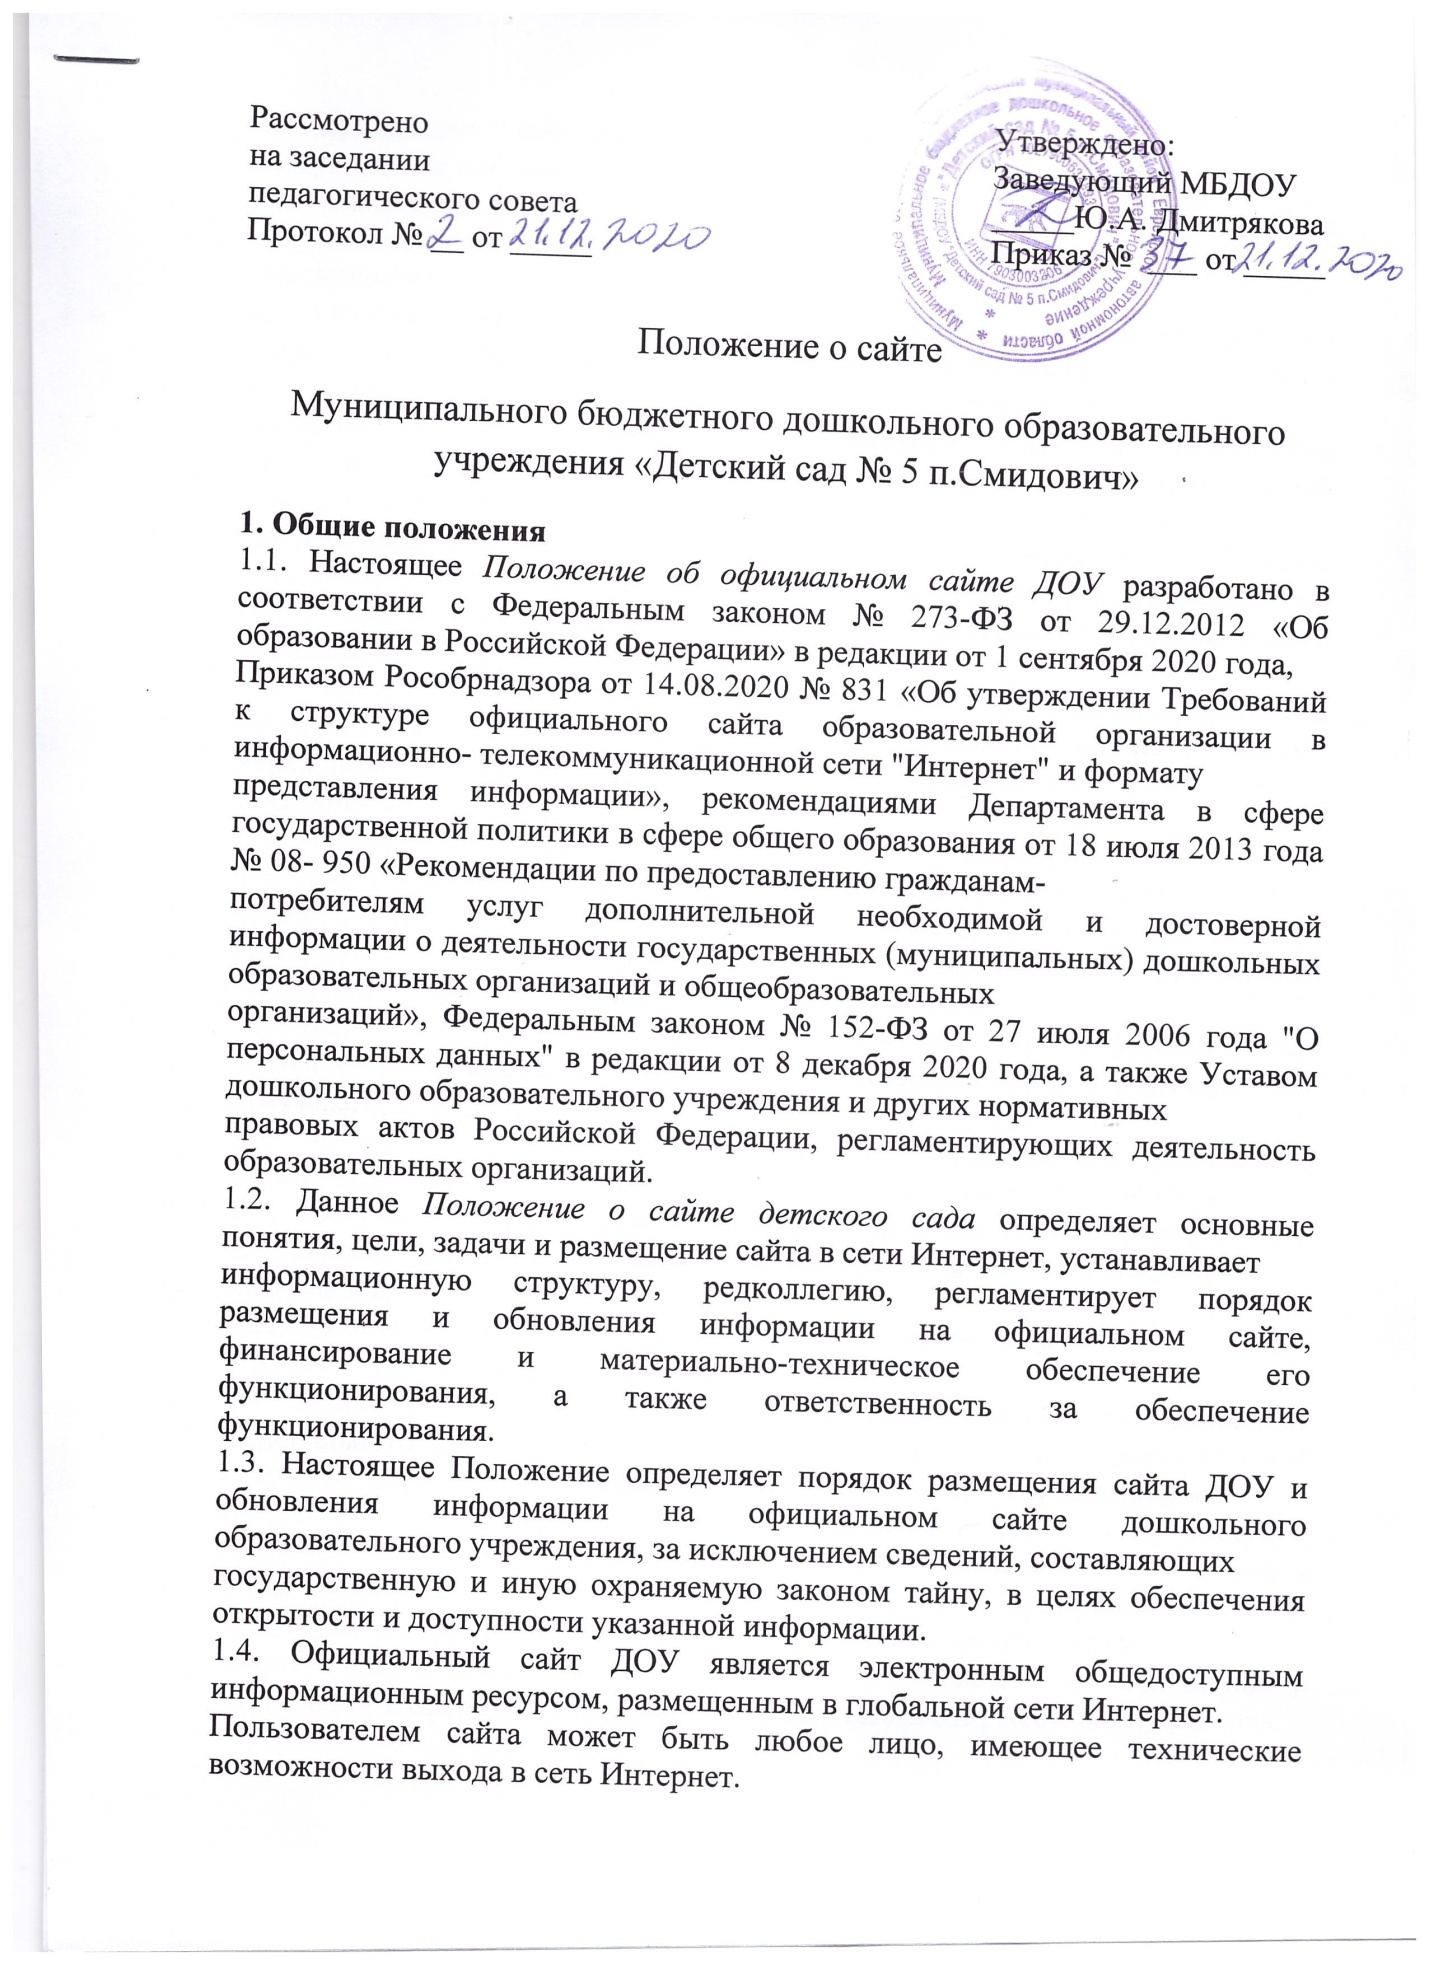 Рассмотрено
на заседании
педагогического совета
Протокол № 2 от 21.12.2020
Утверждено:
Заведующий МБДОУ
Ю.А. Дмитрякова
Приказ № 37 от 21.12.2020
ИНН 7903003206
Положение о сайте
Муниципального бюджетного дошкольного образовательного
учреждения «Детский сад № 5 п.Смидович»
1. Общие положения
1.1. Настоящее Положение об официальном сайте ДОУ разработано в
соответствии с Федеральным законом № 273-ФЗ от 29.12.2012 «Об
образовании в Российской Федерации» в редакции от 1 сентября 2020 года,
Приказом Рособрнадзора от 14.08.2020 № 831 «Об утверждении Требований
к структуре официального сайта образовательной организации в
информационно- телекоммуникационной сети "Интернет" и формату
представления информации», рекомендациями Департамента в сфере
государственной политики в сфере общего образования от 18 июля 2013 года
№ 08- 950 «Рекомендации по предоставлению гражданам-
потребителям услуг дополнительной необходимой и достоверной
информации о деятельности государственных (муниципальных) дошкольных
образовательных организаций и общеобразовательных
организаций», Федеральным законом № 152-ФЗ от 27 июля 2006 года "О
персональных данных" в редакции от 8 декабря 2020 года, а также Уставом
дошкольного образовательного учреждения и других нормативных
правовых актов Российской Федерации, регламентирующих деятельность
образовательных организаций.
1.2. Данное Положение о сайте детского сада определяет основные
понятия, цели, задачи и размещение сайта в сети Интернет, устанавливает
информационную структуру, редколлегию, регламентирует порядок
размещения и обновления информации на официальном сайте,
финансирование и материально-техническое обеспечение его
функционирования, а также ответственность за обеспечение
функционирования.
1.3. Настоящее Положение определяет порядок размещения сайта ДОУ и
обновления информации на официальном сайте дошкольного
образовательного учреждения, за исключением сведений, составляющих
государственную и иную охраняемую законом тайну, в целях обеспечения
открытости и доступности указанной информации.
1.4. Официальный сайт ДОУ является электронным общедоступным
информационным ресурсом, размещенным в глобальной сети Интернет.
Пользователем сайта может быть любое лицо, имеющее технические
возможности выхода в сеть Интернет.